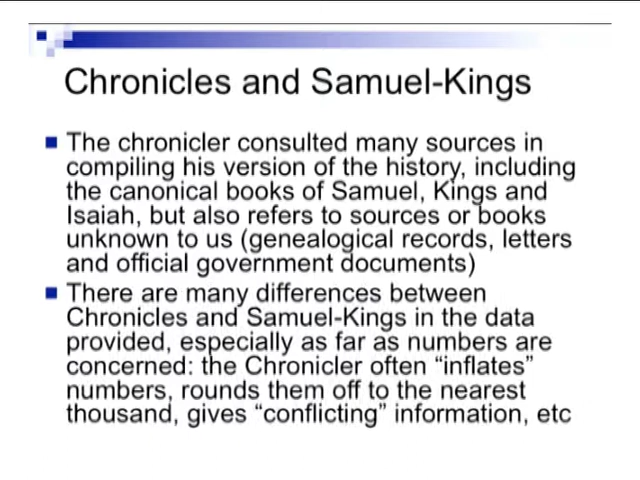 Chronicles and Samuel-Kings
The chronicler consulted many sources in
compiling his version of the history, including
the canonical books of Samuel, Kings and
Isaiah, but also refers to sources or books
unknown to us (genealogical records, letters
and official government documents)
There are many differences between
Chronicles and Samuel-Kings in the data
provided, especially as far as numbers are
concerned: the Chronicler often “inflates”
numbers, rounds them off to the nearest
thousand, gives “conflicting” information, etc